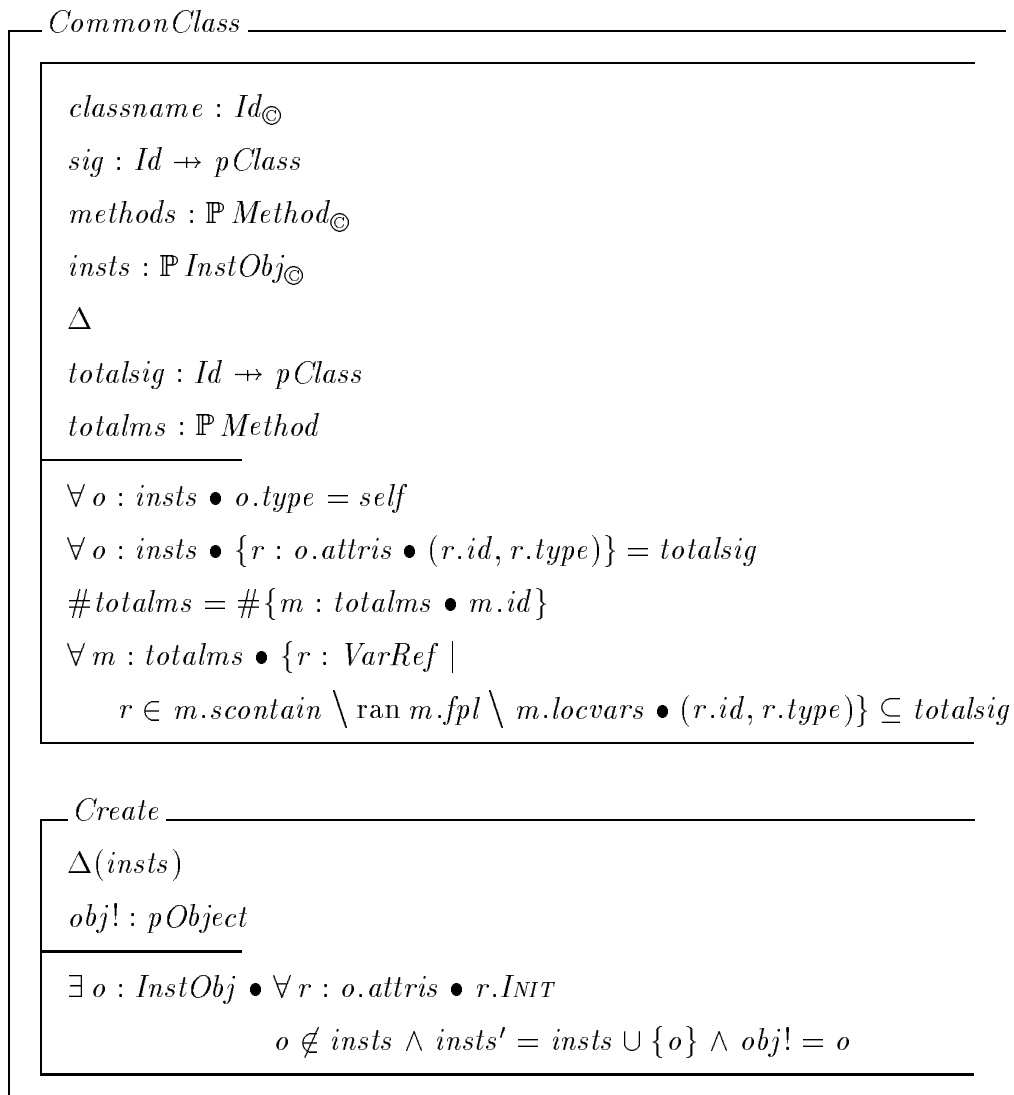 CommonClass
classname : Id©
sig : Id ⇸ pClass
methods : ℙ Method©
insts : ℙ InstObj©
Δ
totalsig : Id ⇸ pClass
totalms : ℙ Method
∀ o : insts • o.type = self
∀ o : insts • {r : o.attris • (r.id, r.type)} = totalsig
#totalms = #{m : totalms • m.id}
∀ m : totalms • {r : VarRef |
r ∈ m.scontain \ ran m.fpl \ m.locvars • (r.id, r.type)} ⊆ totalsig
Create
Δ(insts)
obj! : pObject
∃ o : InstObj • ∀ r : o.attris • r.INIT
o ∉ insts ∧ insts′ = insts ∪ {o} ∧ obj! = o